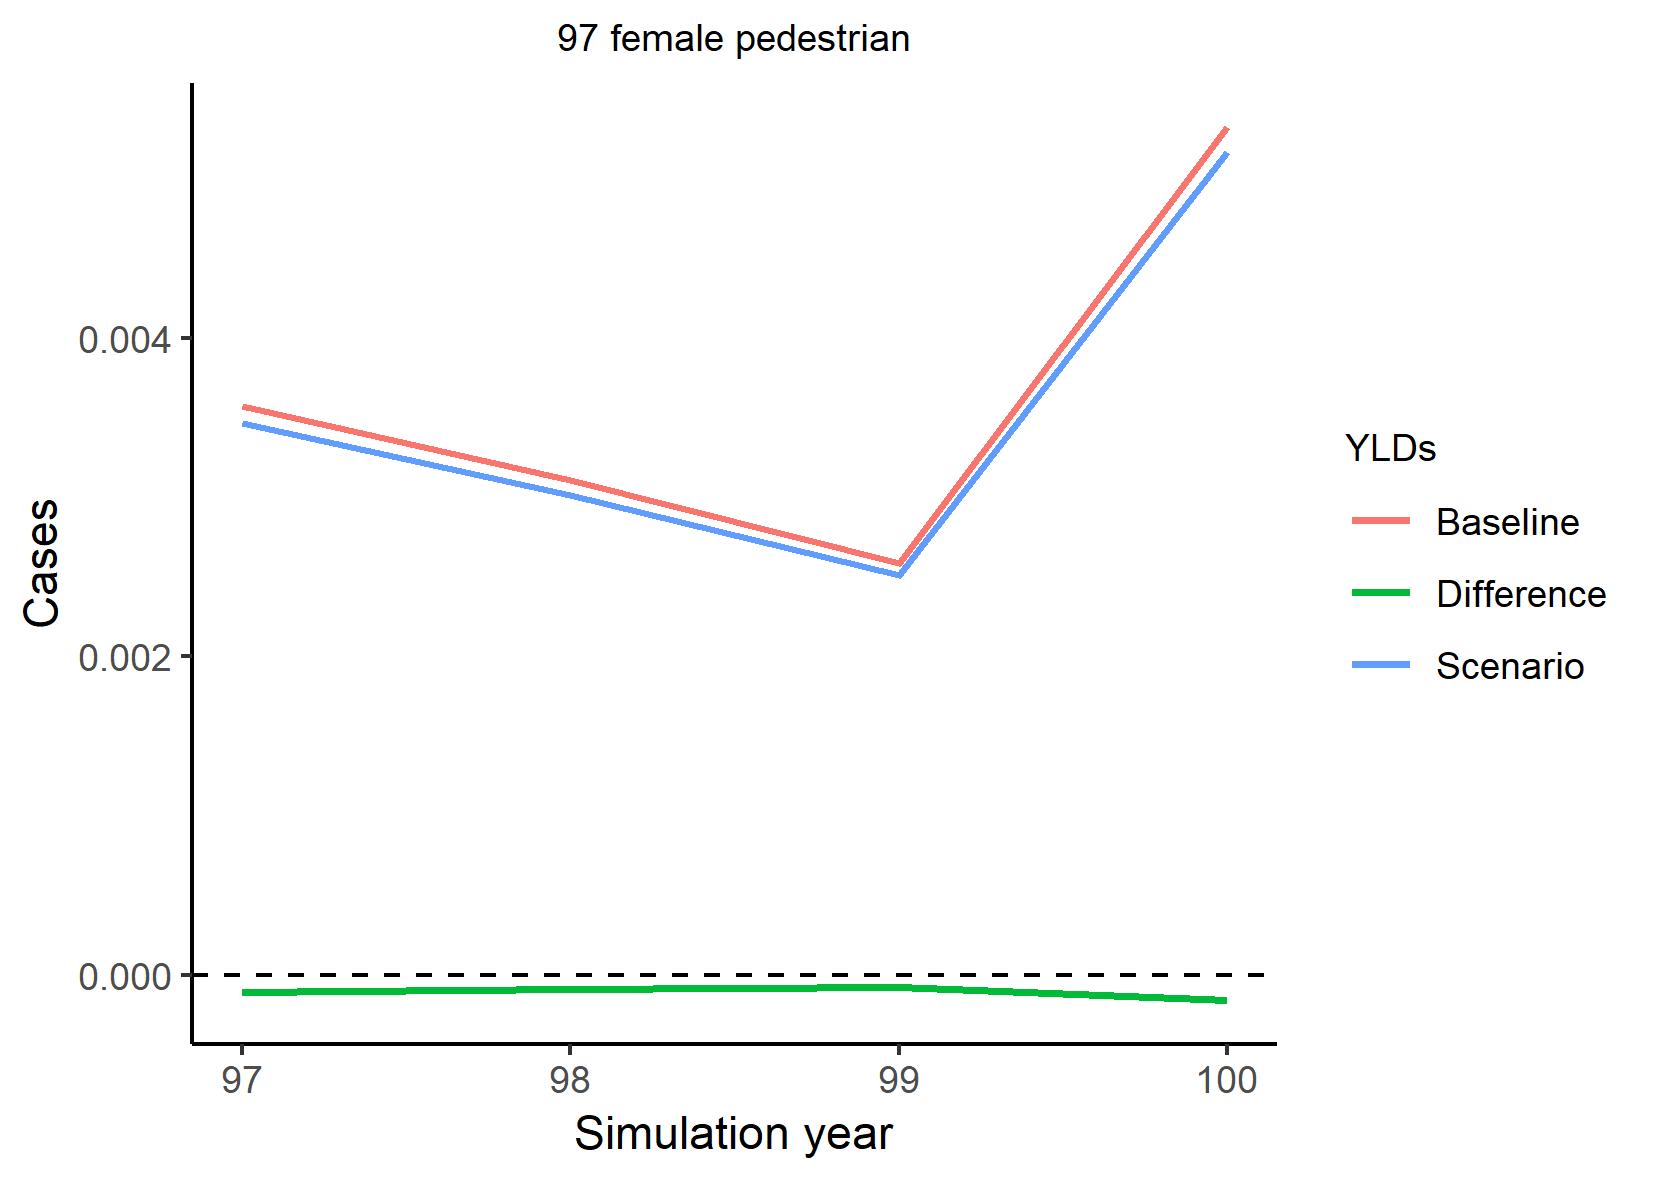 97 female pedestrian
Cases
0.004
0.002
0.000
97 98 99 100
Simulation year
YLDs
Baseline
Difference
Scenario